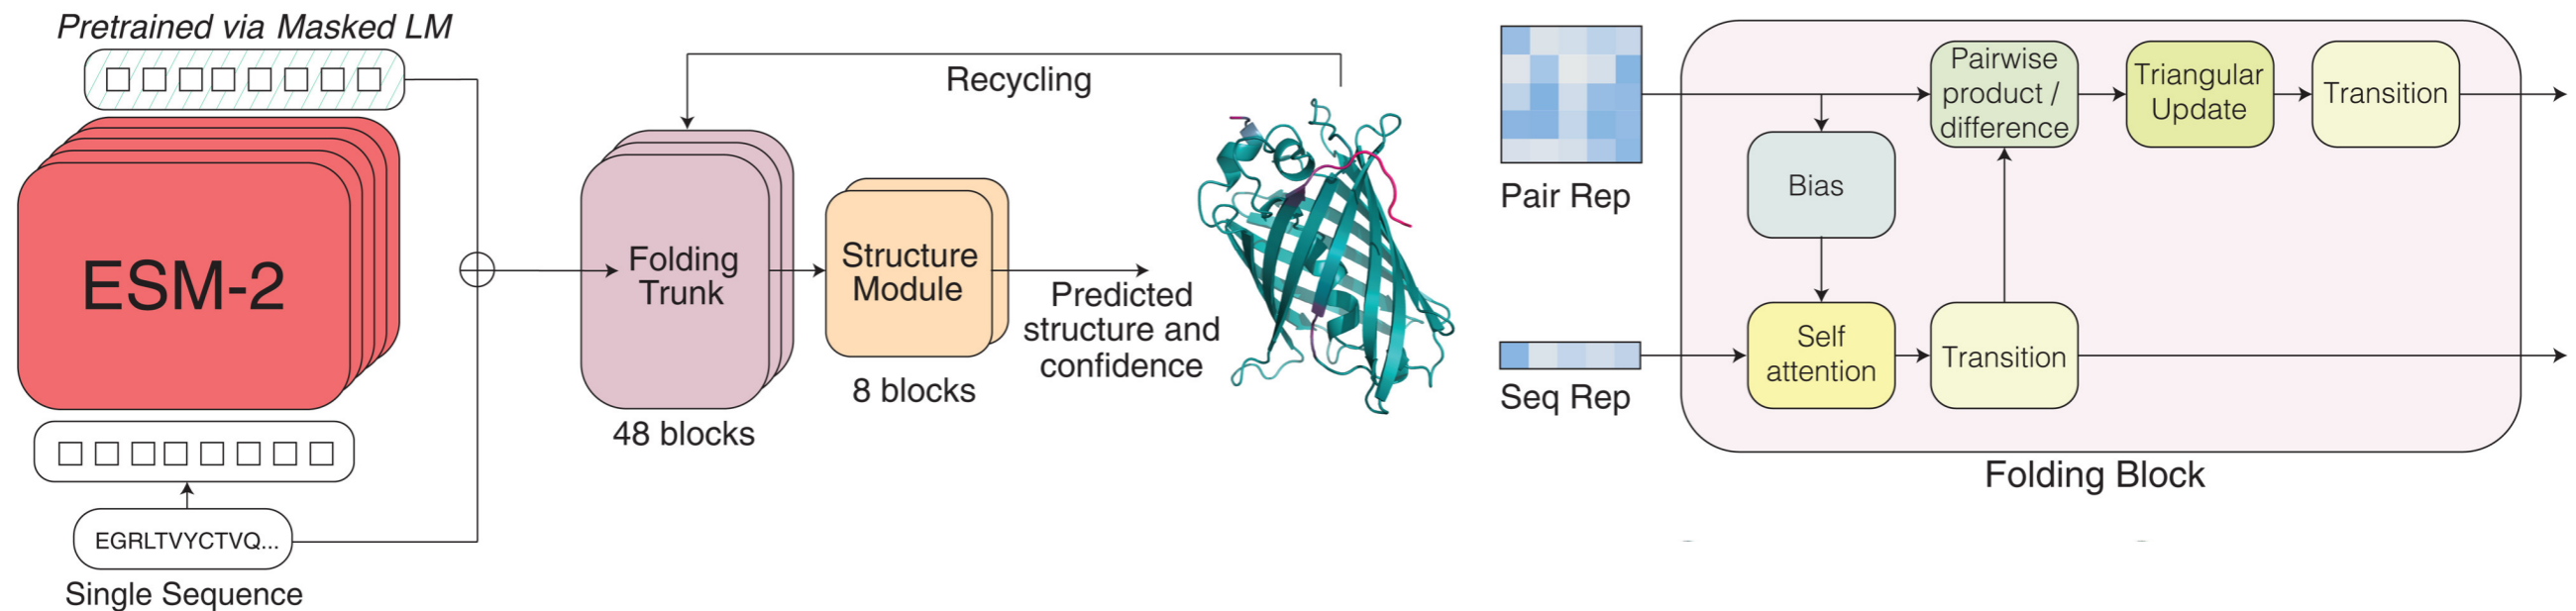 Pretrained via Masked LM
ESM-2
EGRLTVYCTVQ...
Single Sequence
Recycling
Folding
Trunk
48 blocks
Structure
Module
8 blocks
Predicted
structure and
confidence
Pair Rep
Seq Rep
Bias
Self
attention
Transition
Pairwise
product /
difference
Triangular
Update
Transition
Folding Block